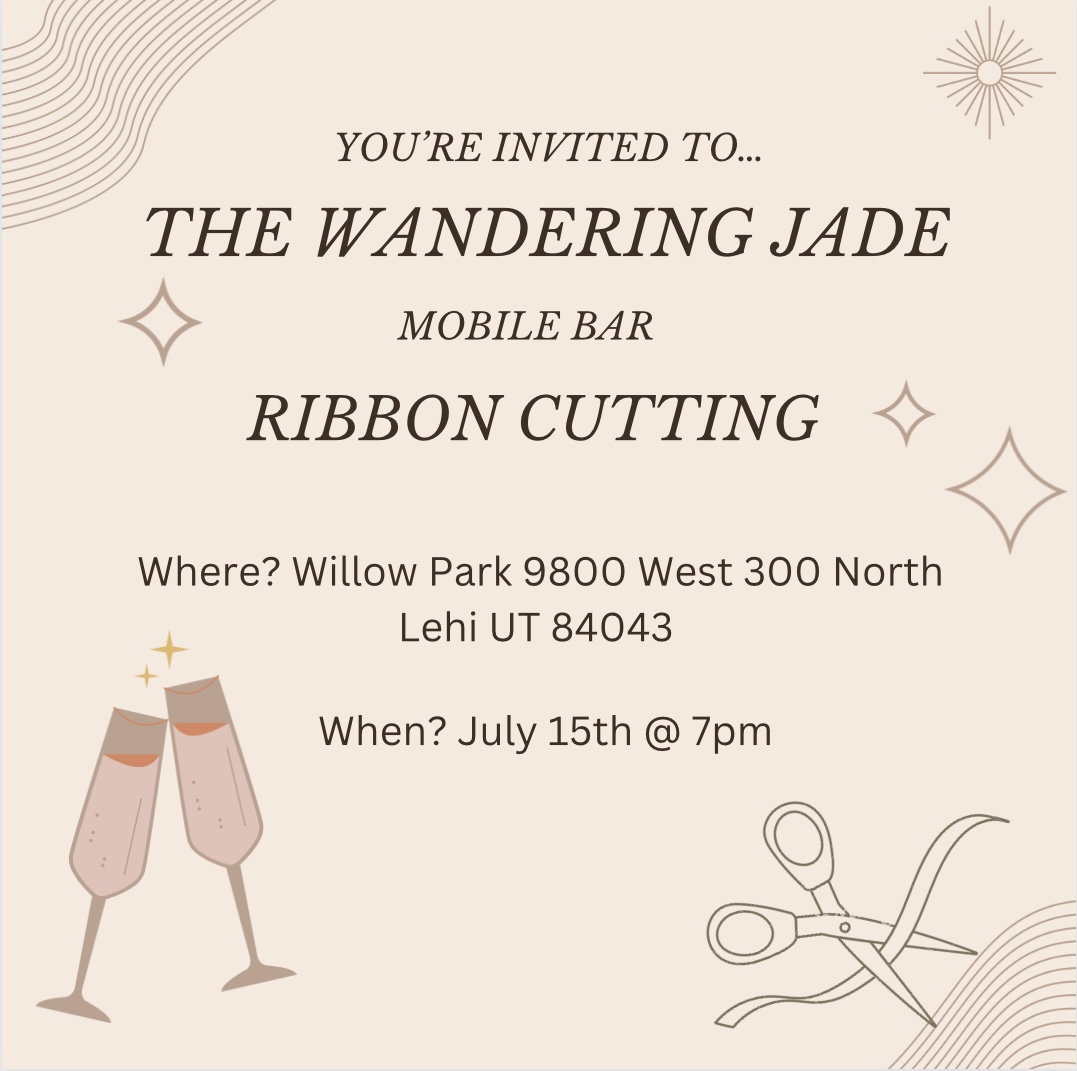 YOU’RE INVITED TO...
THE WANDERING JADE
MOBILE BAR
RIBBON CUTTING
Where? Willow Park 9800 West 300 North
Lehi UT 84043
When? July 15th @ 7pm